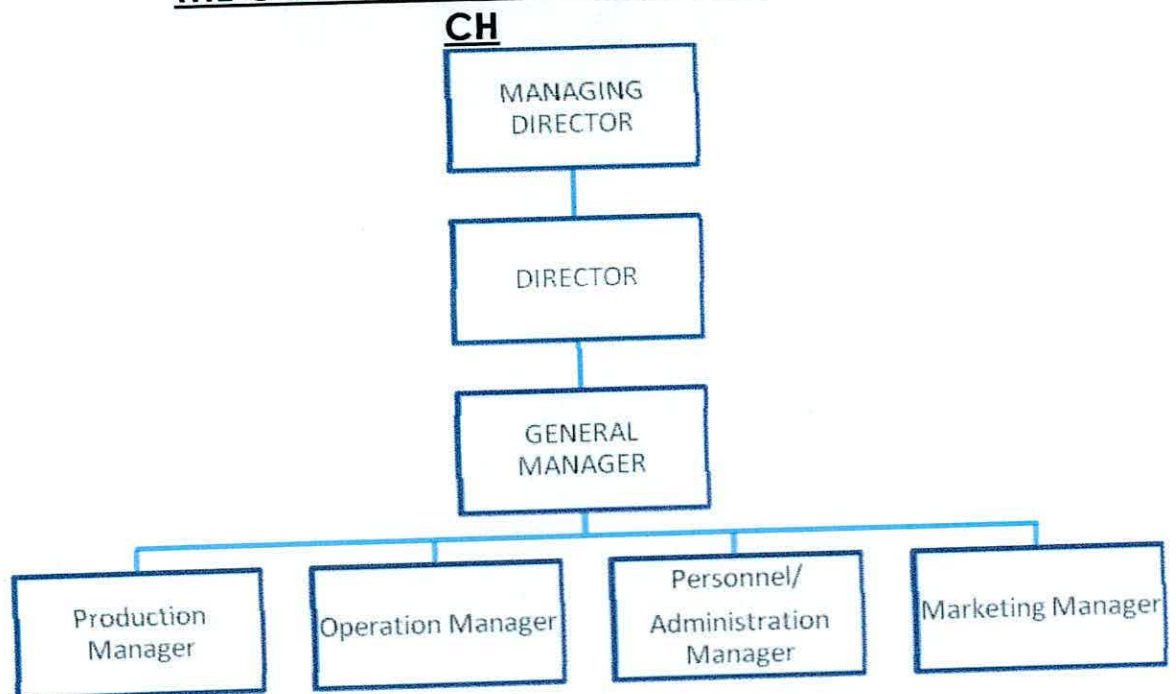 CH
MANAGING
DIRECTOR
DIRECTOR
GENERAL
MANAGER
Production
Manager
Operation Manager
Personnel/
Administration
Manager
Marketing Manager